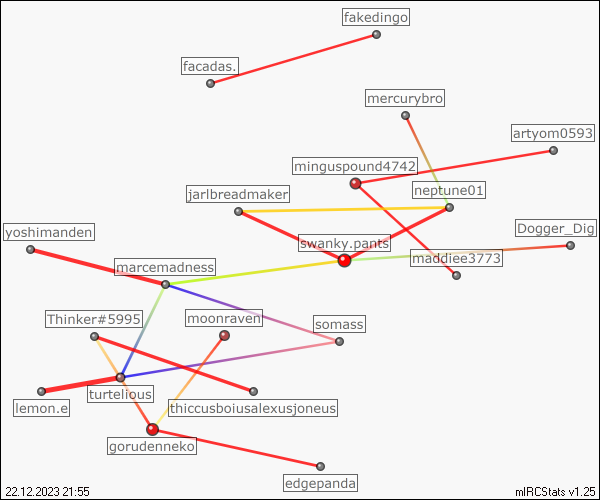 fakedingo
facadas.
mercurybro
artyom0593
minguspound4742
jarlbreadmaker
neptune01
yoshimanden
swanky.pants
Dogger_Dig
marcemadness
maddiee3773
Thinker#5995
moonraven
somass
turtelious
lemon.e
thiccusboiusalexusjoneus
gorudenneko
edgepanda
22.12.2023 21:55
mIRCStats v1.25